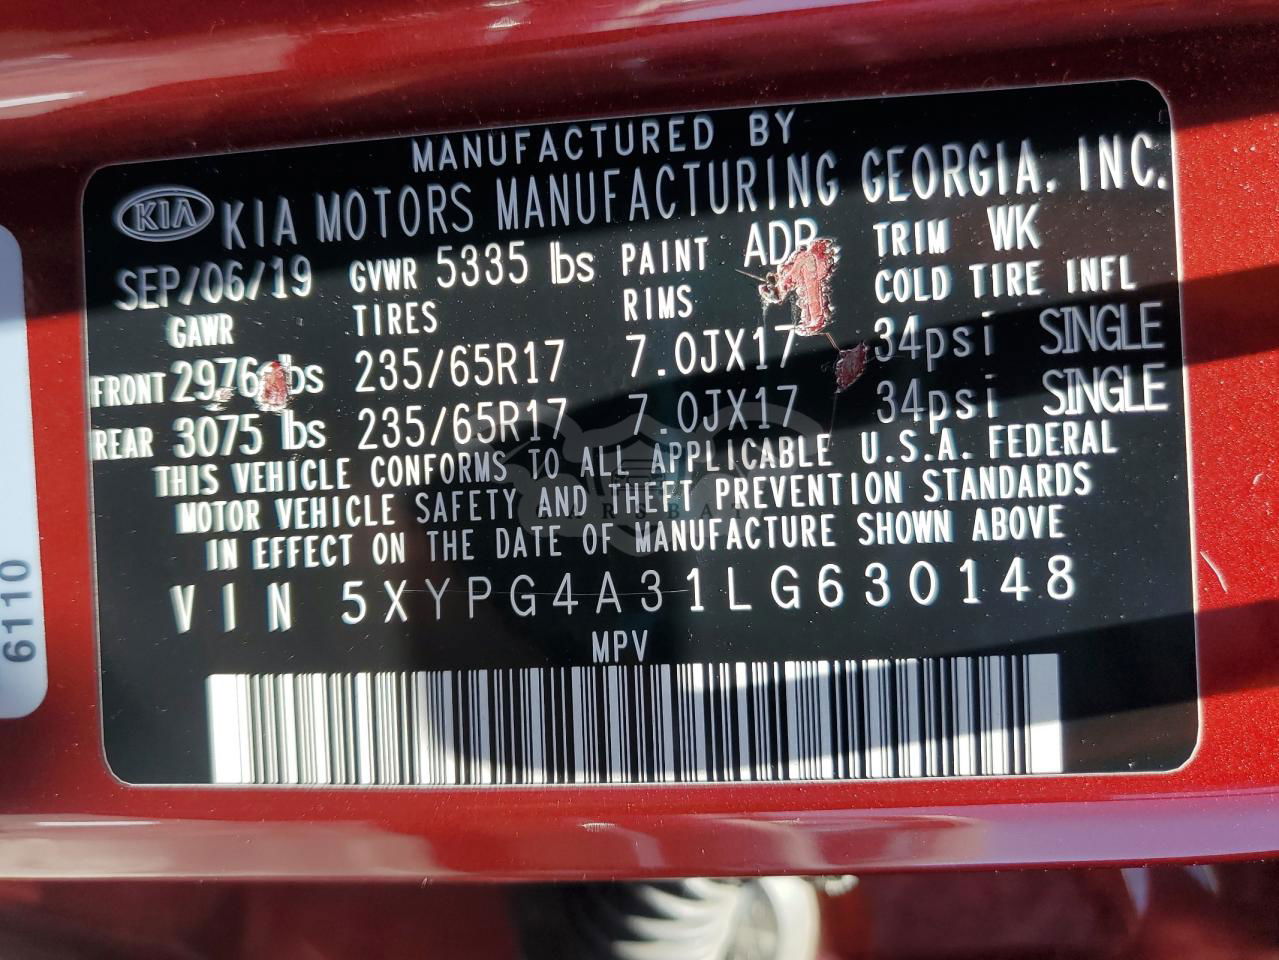 MANUFACTURED BY
KIA KIA MOTORS MANUFACTURING GEORGIA, INC.
SEP/06/19 GVWR 5335 lbs PAINT TRIM WK
GAWR TIRES RIMS COLD TIRE INFL
FRONT 2976 lbs 235/65R17 7.0JX17 34psi SINGLE
REAR 3075 lbs 235/65R17 7.0JX17 34psi SINGLE
THIS VEHICLE CONFORMS TO ALL APPLICABLE U.S.A. FEDERAL
MOTOR VEHICLE SAFETY AND THEFT PREVENTION STANDARDS
IN EFFECT ON THE DATE OF MANUFACTURE SHOWN ABOVE
VIN 5XYPG4A31LG630148
MPV
6110